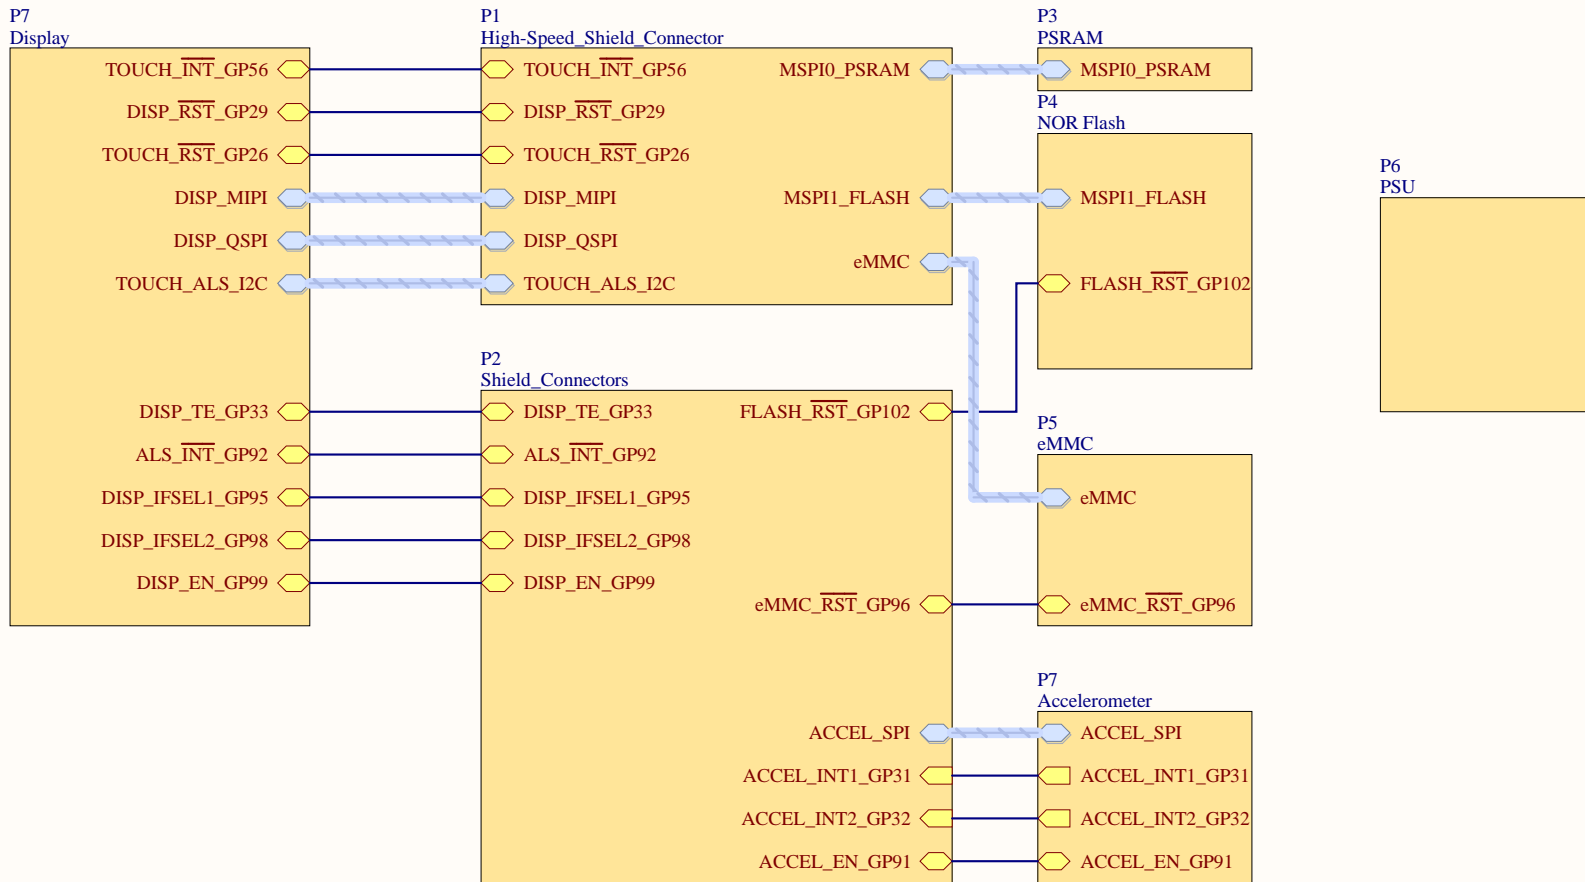 P7
Display
TOUCH_INT_GP56
DISP_RST_GP29
TOUCH_RST_GP26
DISP_MIPI
DISP_QSPI
TOUCH_ALS_I2C
DISP_TE_GP33
ALS_INT_GP92
DISP_IFSEL1_GP95
DISP_IFSEL2_GP98
DISP_EN_GP99
P1
High-Speed_Shield_Connector
TOUCH_INT_GP56
DISP_RST_GP29
TOUCH_RST_GP26
DISP_MIPI
DISP_QSPI
TOUCH_ALS_I2C
MSPI0_PSRAM
MSPI1_FLASH
eMMC
P2
Shield_Connectors
DISP_TE_GP33
ALS_INT_GP92
DISP_IFSEL1_GP95
DISP_IFSEL2_GP98
DISP_EN_GP99
FLASH_RST_GP102
eMMC_RST_GP96
ACCEL_SPI
ACCEL_INT1_GP31
ACCEL_INT2_GP32
ACCEL_EN_GP91
P3
PSRAM
MSPI0_PSRAM
P4
NOR Flash
MSPI1_FLASH
FLASH_RST_GP102
P5
eMMC
eMMC
eMMC_RST_GP96
P7
Accelerometer
ACCEL_SPI
ACCEL_INT1_GP31
ACCEL_INT2_GP32
ACCEL_EN_GP91
P6
PSU